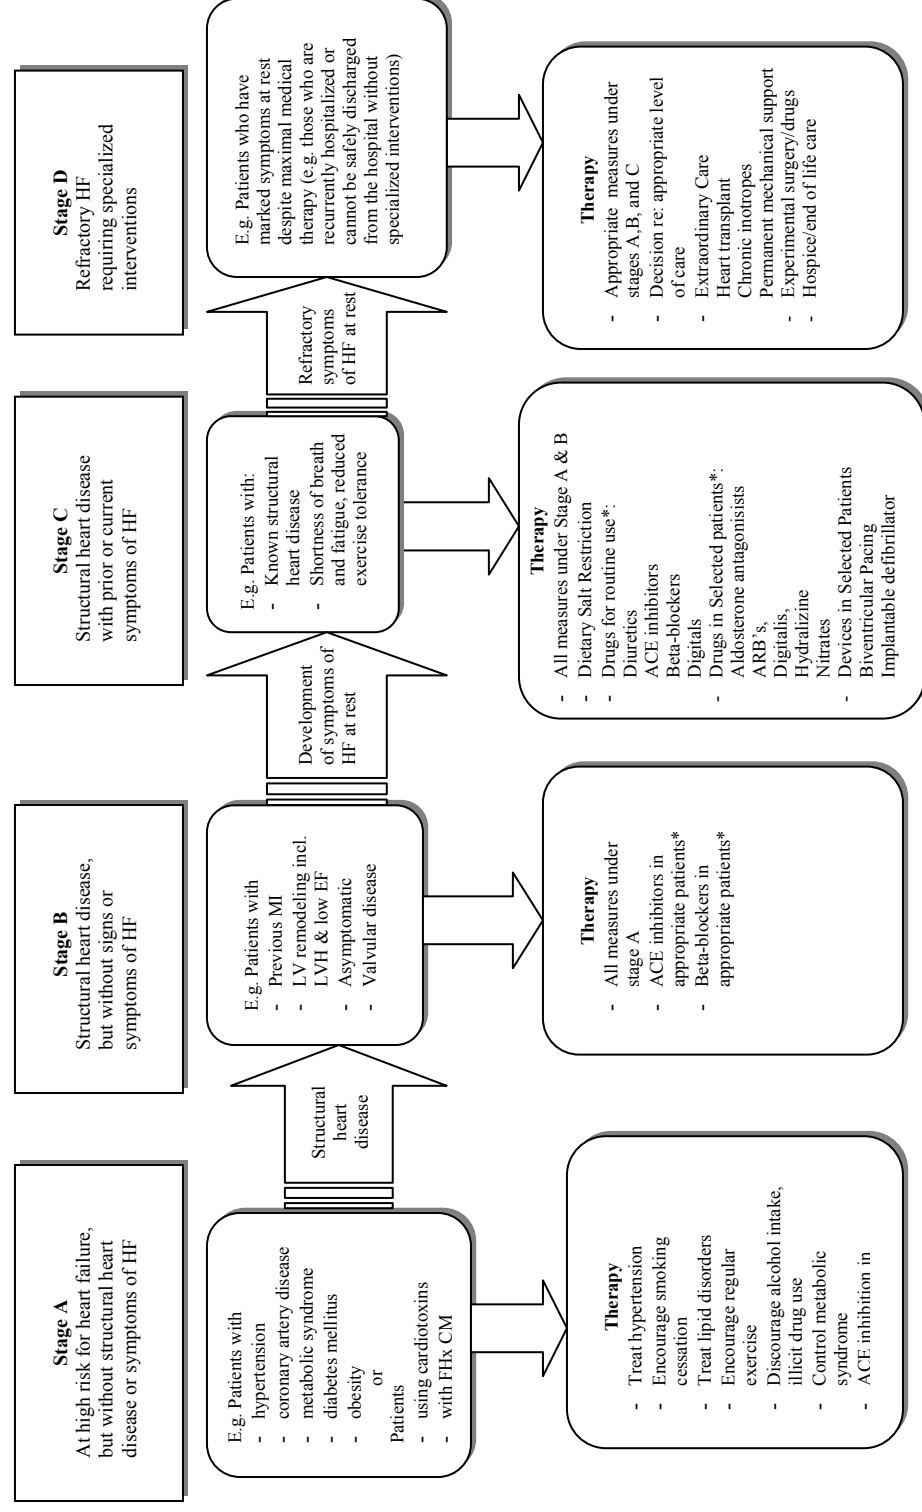 Stage A
At high risk for heart failure,
but without structural heart
disease or symptoms of HF
Stage B
Structural heart disease,
but without signs or
symptoms of HF
Stage C
Structural heart disease
with prior or current
symptoms of HF
Stage D
Refractory HF
requiring specialized
interventions
E.g. Patients with
- hypertension
- coronary artery disease
- metabolic syndrome
- diabetes mellitus
- obesity
or
Patients
- using cardiotoxins
- with FHx CM
Structural
heart
disease
E.g. Patients with
- Previous MI
- LV remodeling incl.
LVH & low EF
- Asymptomatic
- Valvular disease
Development
of symptoms of
HF at rest
E.g. Patients with:
- Known structural
heart disease
- Shortness of breath
and fatigue, reduced
exercise tolerance
Refractory
symptoms
of HF at rest
E.g. Patients who have
marked symptoms at rest
despite maximal medical
therapy (e.g. those who are
recurrently hospitalized or
cannot be safely discharged
from the hospital without
specialized interventions)
Therapy
- Treat hypertension
- Encourage smoking
cessation
- Treat lipid disorders
- Encourage regular
exercise
- Discourage alcohol intake,
illicit drug use
- Control metabolic
syndrome
- ACE inhibition in
Therapy
- All measures under
stage A
- ACE inhibitors in
appropriate patients*
- Beta-blockers in
appropriate patients*
Therapy
- All measures under Stage A & B
- Dietary Salt Restriction
- Drugs for routine use*:
Diuretics
ACE inhibitors
Beta-blockers
Digitals
- Drugs in Selected patients*:
Aldosterone antagonisists
ARB's,
Digitalis,
Hydralizine
Nitrates
- Devices in Selected Patients
Biventricular Pacing
Implantable defibrillator
Therapy
- Appropriate measures under
stages A,B, and C
- Decision re: appropriate level
of care
- Extraordinary Care
Heart transplant
Chronic inotropes
Permanent mechanical support
- Experimental surgery/drugs
- Hospice/end of life care